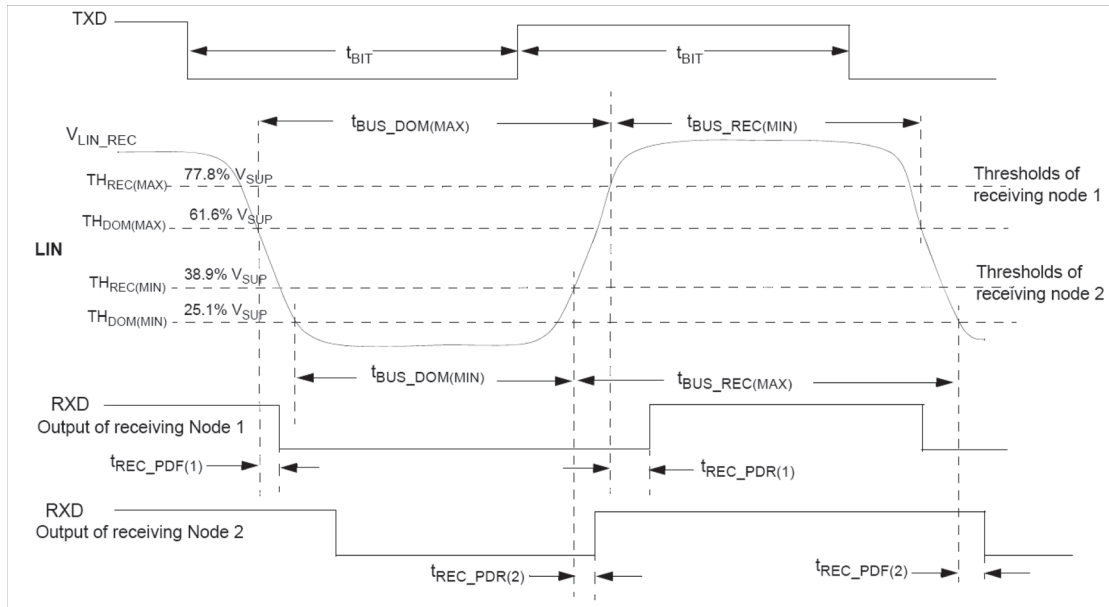 TXD
tBIT
tBIT
tBUS_DOM(MAX)
tBUS_REC(MIN)
VLIN_REC
THREC(MAX) 77.8% VSUP
Thresholds of
receiving node 1
THDOM(MAX) 61.6% VSUP
LIN
THREC(MIN) 38.9% VSUP
Thresholds of
receiving node 2
THDOM(MIN) 25.1% VSUP
tBUS_DOM(MIN)
tBUS_REC(MAX)
RXD
Output of receiving Node 1
tREC_PDF(1)
tREC_PDR(1)
RXD
Output of receiving Node 2
tREC_PDR(2)
tREC_PDF(2)